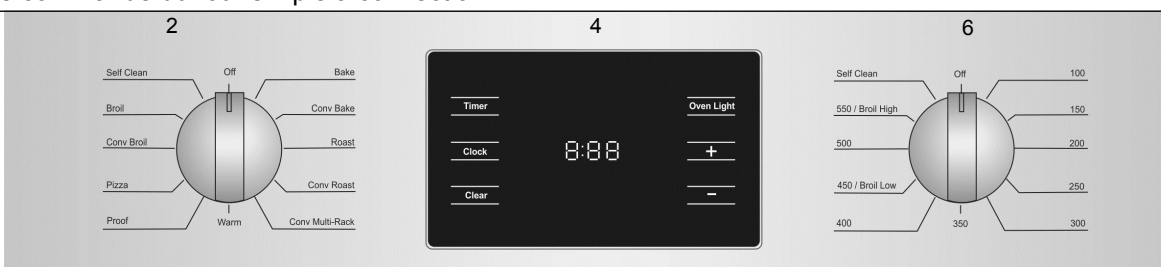 2
4
6
Self Clean
Off
Bake
Broil
Conv Bake
Conv Broil
Roast
Pizza
Conv Roast
Proof
Warm
Conv Multi-Rack
Timer
Oven Light
Clock
8:88
+
Clear
−
Self Clean
Off
100
550 / Broil High
150
500
200
450 / Broil Low
250
400
350
300